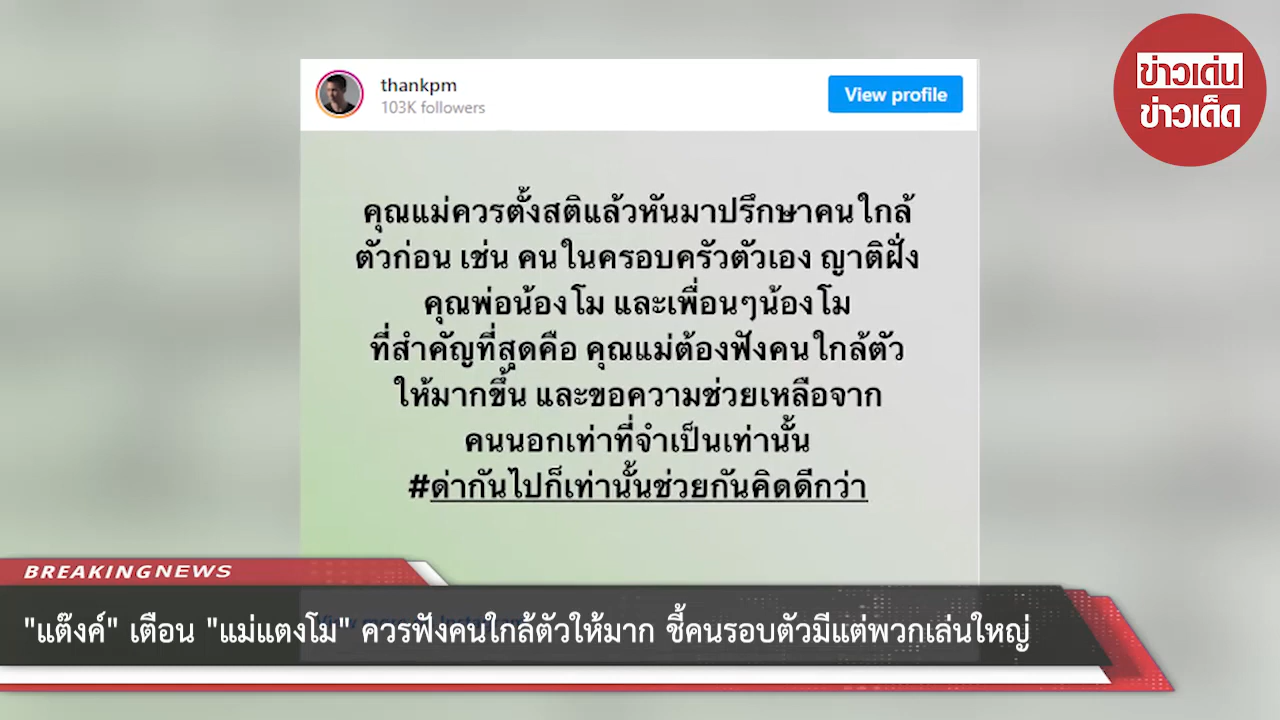 thankpm
103K followers
View profile
ข่าวเด่น
ข่าวเด็ด
คุณแม่ควรตั้งสติแล้วหันมาปรึกษาคนใกล้
ตัวก่อน เช่น คนในครอบครัวตัวเอง ญาติฝั่ง
คุณพ่อน้องโม และเพื่อนๆน้องโม
ที่สำคัญที่สุดคือ คุณแม่ต้องฟังคนใกล้ตัว
ให้มากขึ้น และขอความช่วยเหลือจาก
คนนอกเท่าที่จำเป็นเท่านั้น
#ด่ากันไปก็เท่านั้นช่วยกันคิดดีกว่า
BREAKINGNEWS
"แต๊งค์" เตือน "แม่แตงโม" ควรฟังคนใกล้ตัวให้มาก ชี้คนรอบตัวมีแต่พวกเล่นใหญ่